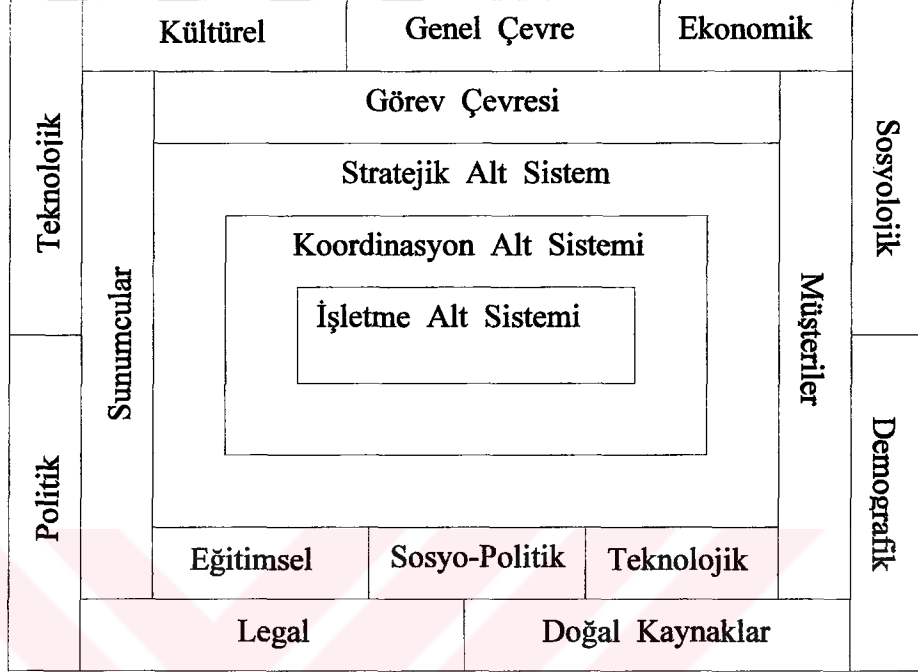 Kültürel
Genel Çevre
Ekonomik
Teknolojik
Politik
Sosyolojik
Demografik
Sunumcular
Müşteriler
Görev Çevresi
Stratejik Alt Sistem
Koordinasyon Alt Sistemi
İşletme Alt Sistemi
Eğitimsel
Sosyo-Politik
Teknolojik
Legal
Doğal Kaynaklar